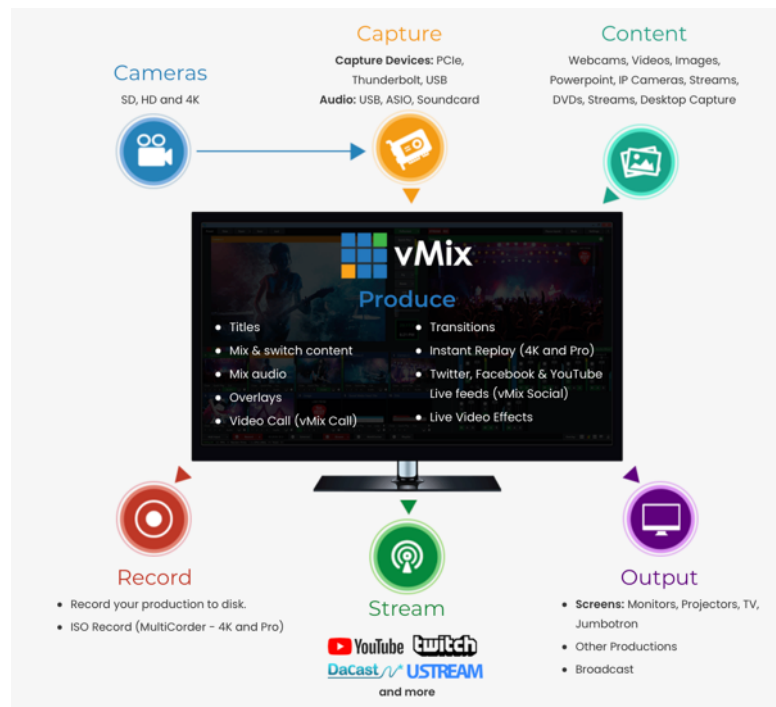 Capture
Capture Devices: PCIe,
Thunderbolt, USB
Audio: USB, ASIO, Soundcard
Content
Webcams, Videos, Images,
Powerpoint, IP Cameras, Streams,
DVDs, Streams, Desktop Capture
Cameras
SD, HD and 4K
vMix
Produce
• Titles
• Mix & switch content
• Mix audio
• Overlays
• Video Call (vMix Call)
• Transitions
• Instant Replay (4K and Pro)
• Twitter, Facebook & YouTube
Live feeds (vMix Social)
• Live Video Effects
Record
• Record your production to disk.
• ISO Record (MultiCorder - 4K and Pro)
Stream
YouTube twitch
DaCast USTREAM
and more
Output
• Screens: Monitors, Projectors, TV,
Jumbotron
• Other Productions
• Broadcast